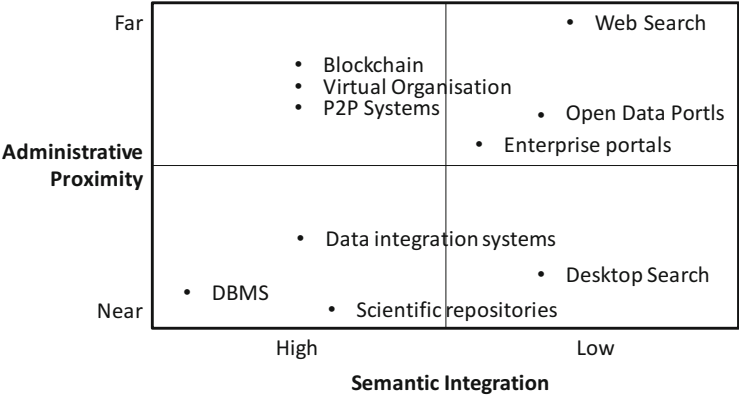 Far
• Web Search
• Blockchain
• Virtual Organisation
• P2P Systems
• Open Data Portls
• Enterprise portals
Administrative
Proximity
• Data integration systems
• Desktop Search
• DBMS
Near
• Scientific repositories
High
Low
Semantic Integration